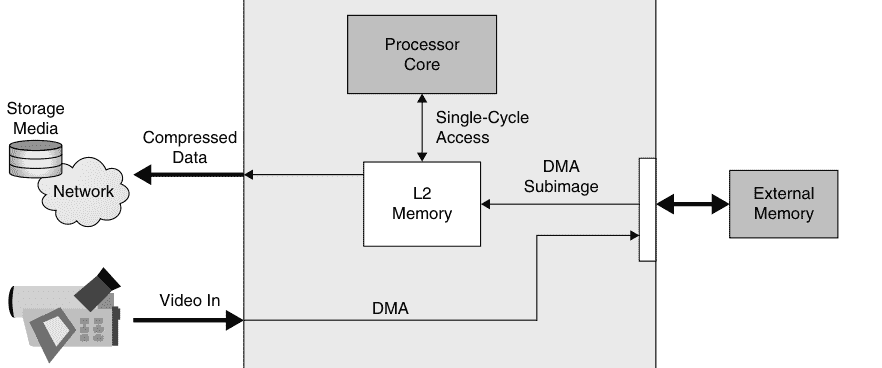 Processor
Core
Storage
Media
Single-Cycle
Access
Compressed
Data
Network
L2
Memory
DMA
Subimage
External
Memory
Video In
DMA